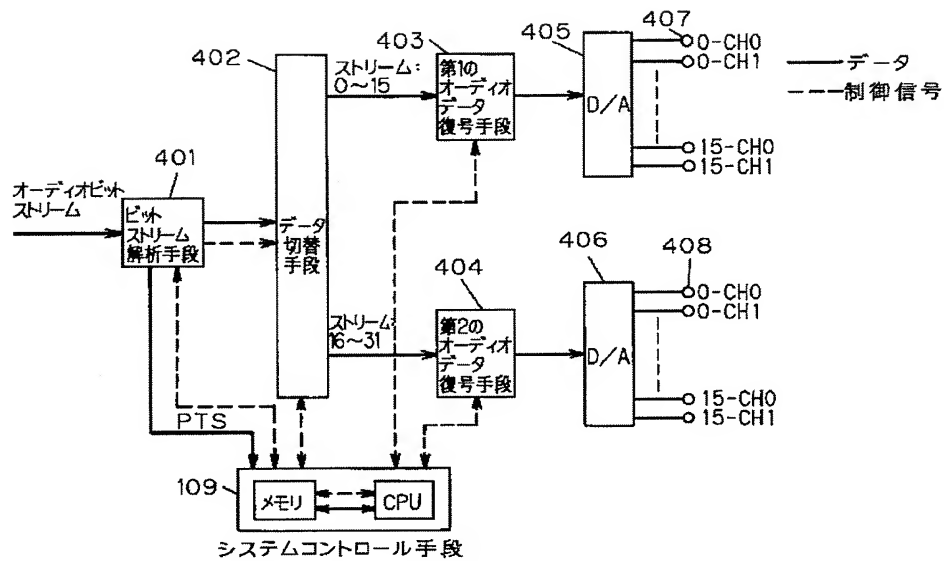 402
403
405
407
0-CH0
0-CH1
データ
制御信号
ストリーム:
0～15
第1の
オーディオ
データ
復号手段
D/A
15-CH0
15-CH1
401
オーディオビット
ストリーム
ビット
ストリーム
解析手段
データ
切替
手段
404
406
408
0-CH0
0-CH1
ストリーム:
16～31
第2の
オーディオ
データ
復号手段
D/A
15-CH0
15-CH1
PTS
109
メモリ
CPU
システムコントロール手段